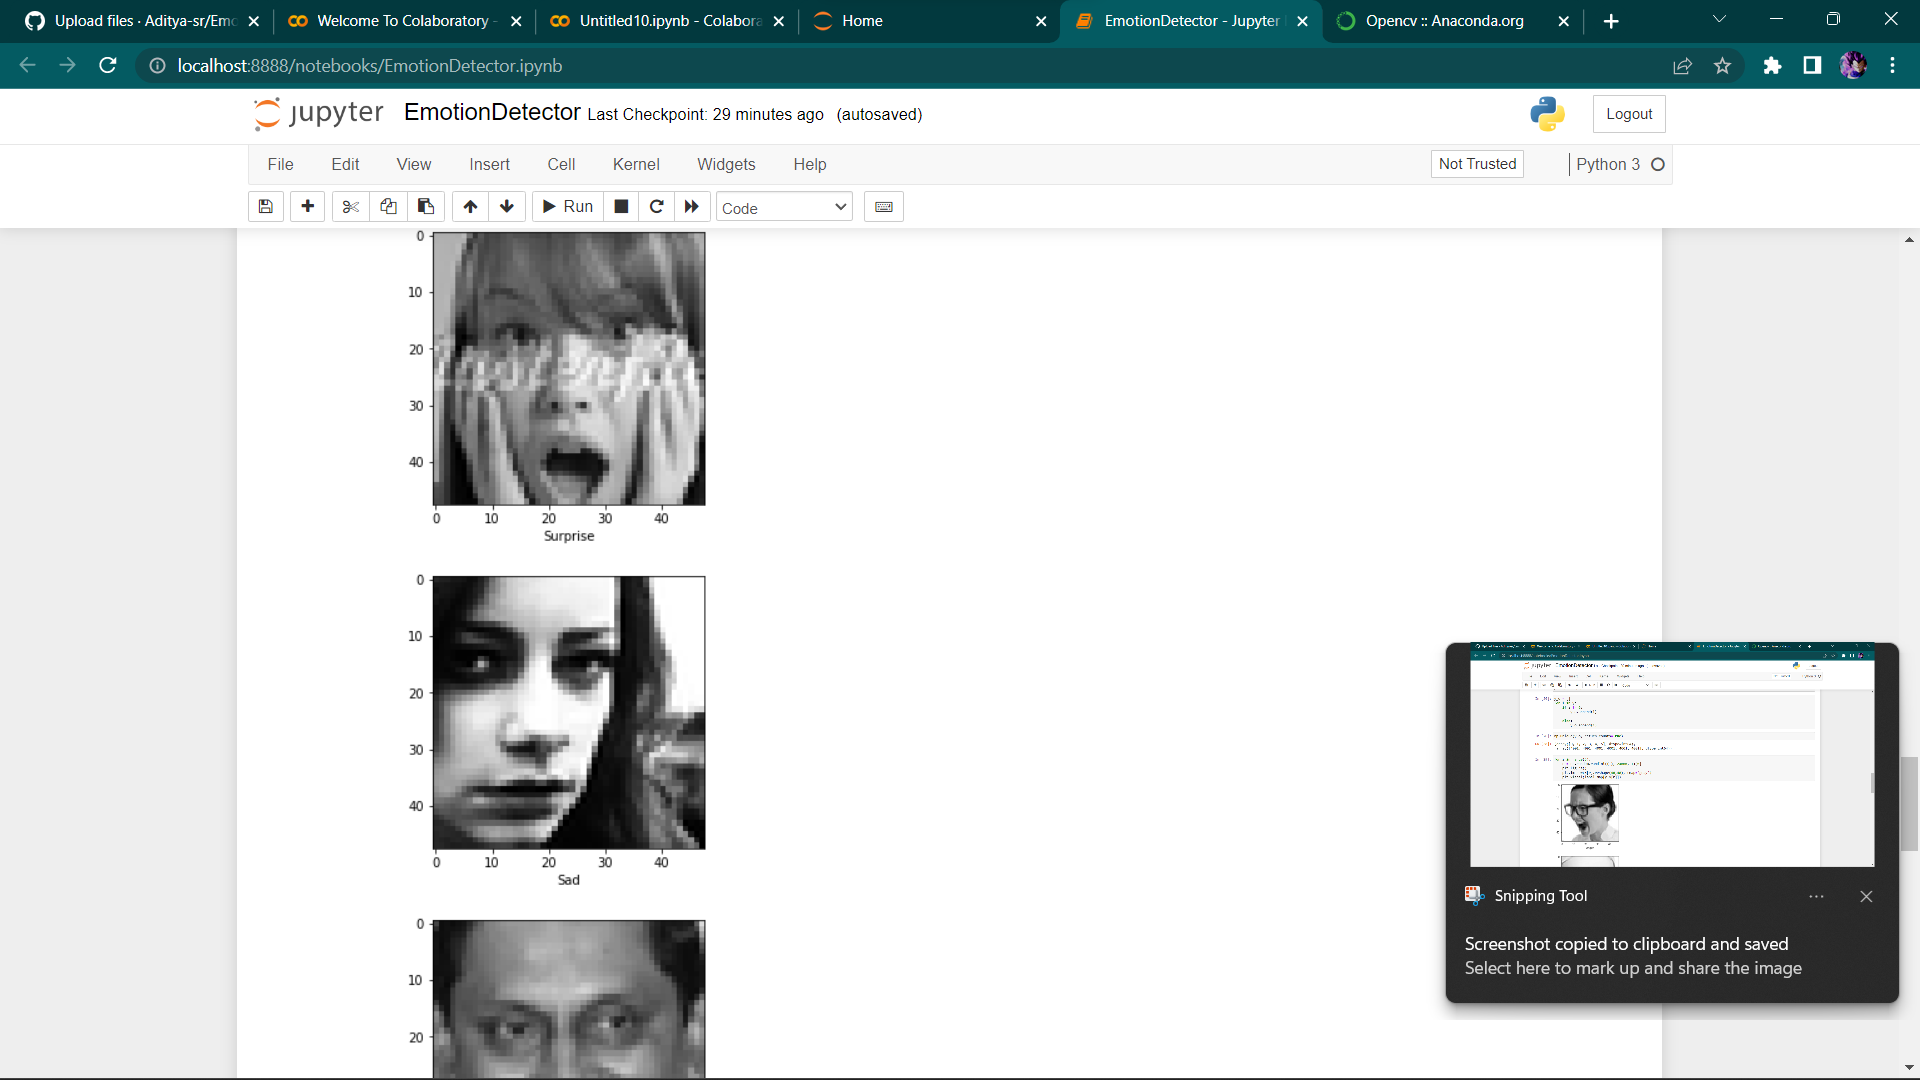 Upload files · Aditya-sr/Emo
Welcome To Colaboratory -
Untitled10.ipynb - Colabora
Home
EmotionDetector - Jupyter
Opencv :: Anaconda.org
localhost:8888/notebooks/EmotionDetector.ipynb
jupyter EmotionDetector Last Checkpoint: 29 minutes ago (autosaved)
Logout
File Edit View Insert Cell Kernel Widgets Help
Not Trusted
Python 3
Run
Code
0
10
20
30
40
0 10 20 30 40
Surprise
0
10
20
30
40
0 10 20 30 40
Sad
0
10
20
Snipping Tool
Screenshot copied to clipboard and saved
Select here to mark up and share the image